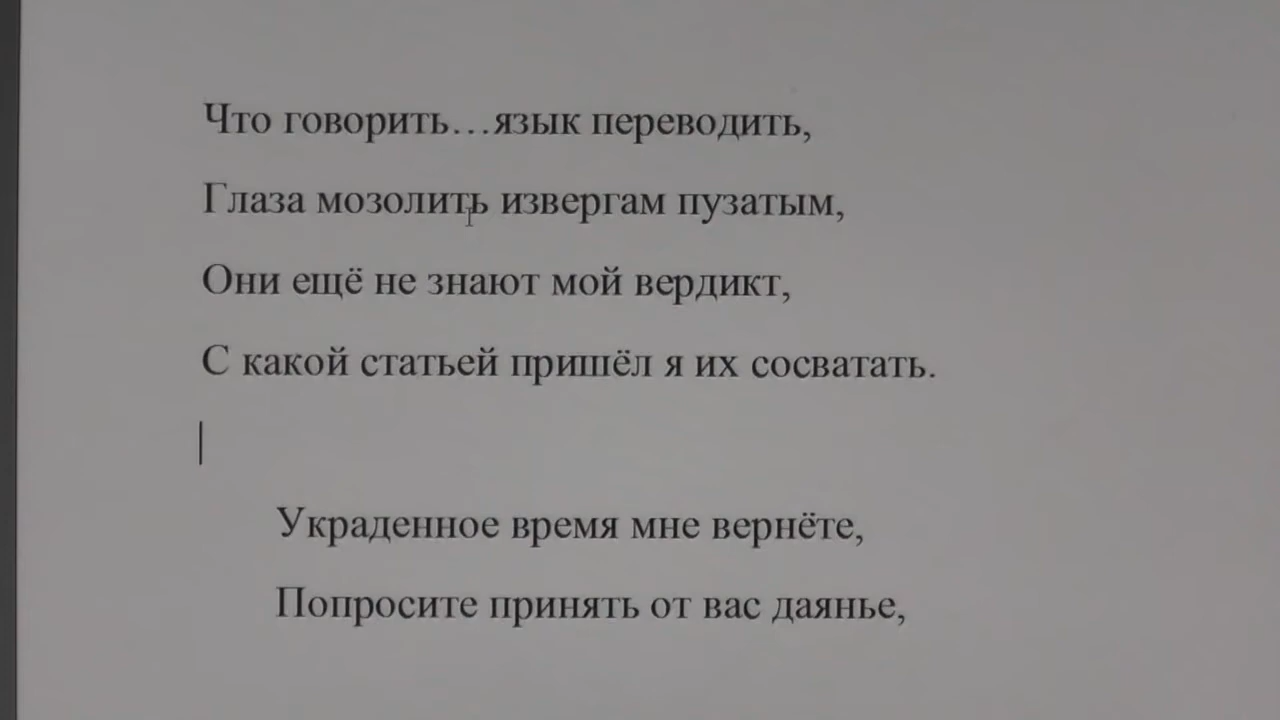 Что говорить…язык переводить,
Глаза мозолить извергам пузатым,
Они ещё не знают мой вердикт,
С какой статьей пришёл я их сосватать.
Украденное время мне вернёте,
Попросите принять от вас даянье,